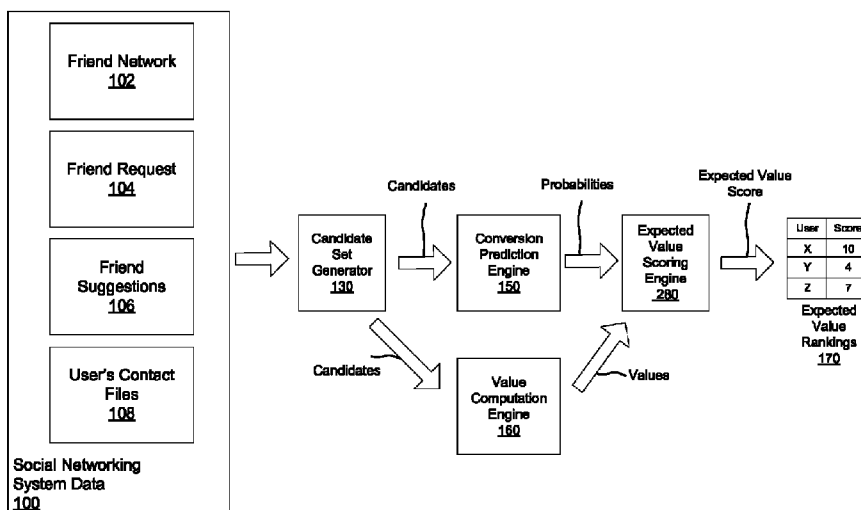 Friend Network
102
Friend Request
104
Friend
Suggestions
106
User's Contact
Files
108
Social Networking
System Data
100
Candidate
Set
Generator
130
Candidates
Candidates
Conversion
Prediction
Engine
150
Probabilities
Value
Computation
Engine
160
Values
Expected
Value
Scoring
Engine
280
Expected Value
Score
User Score
X 10
Y 4
Z 7
Expected
Value
Rankings
170